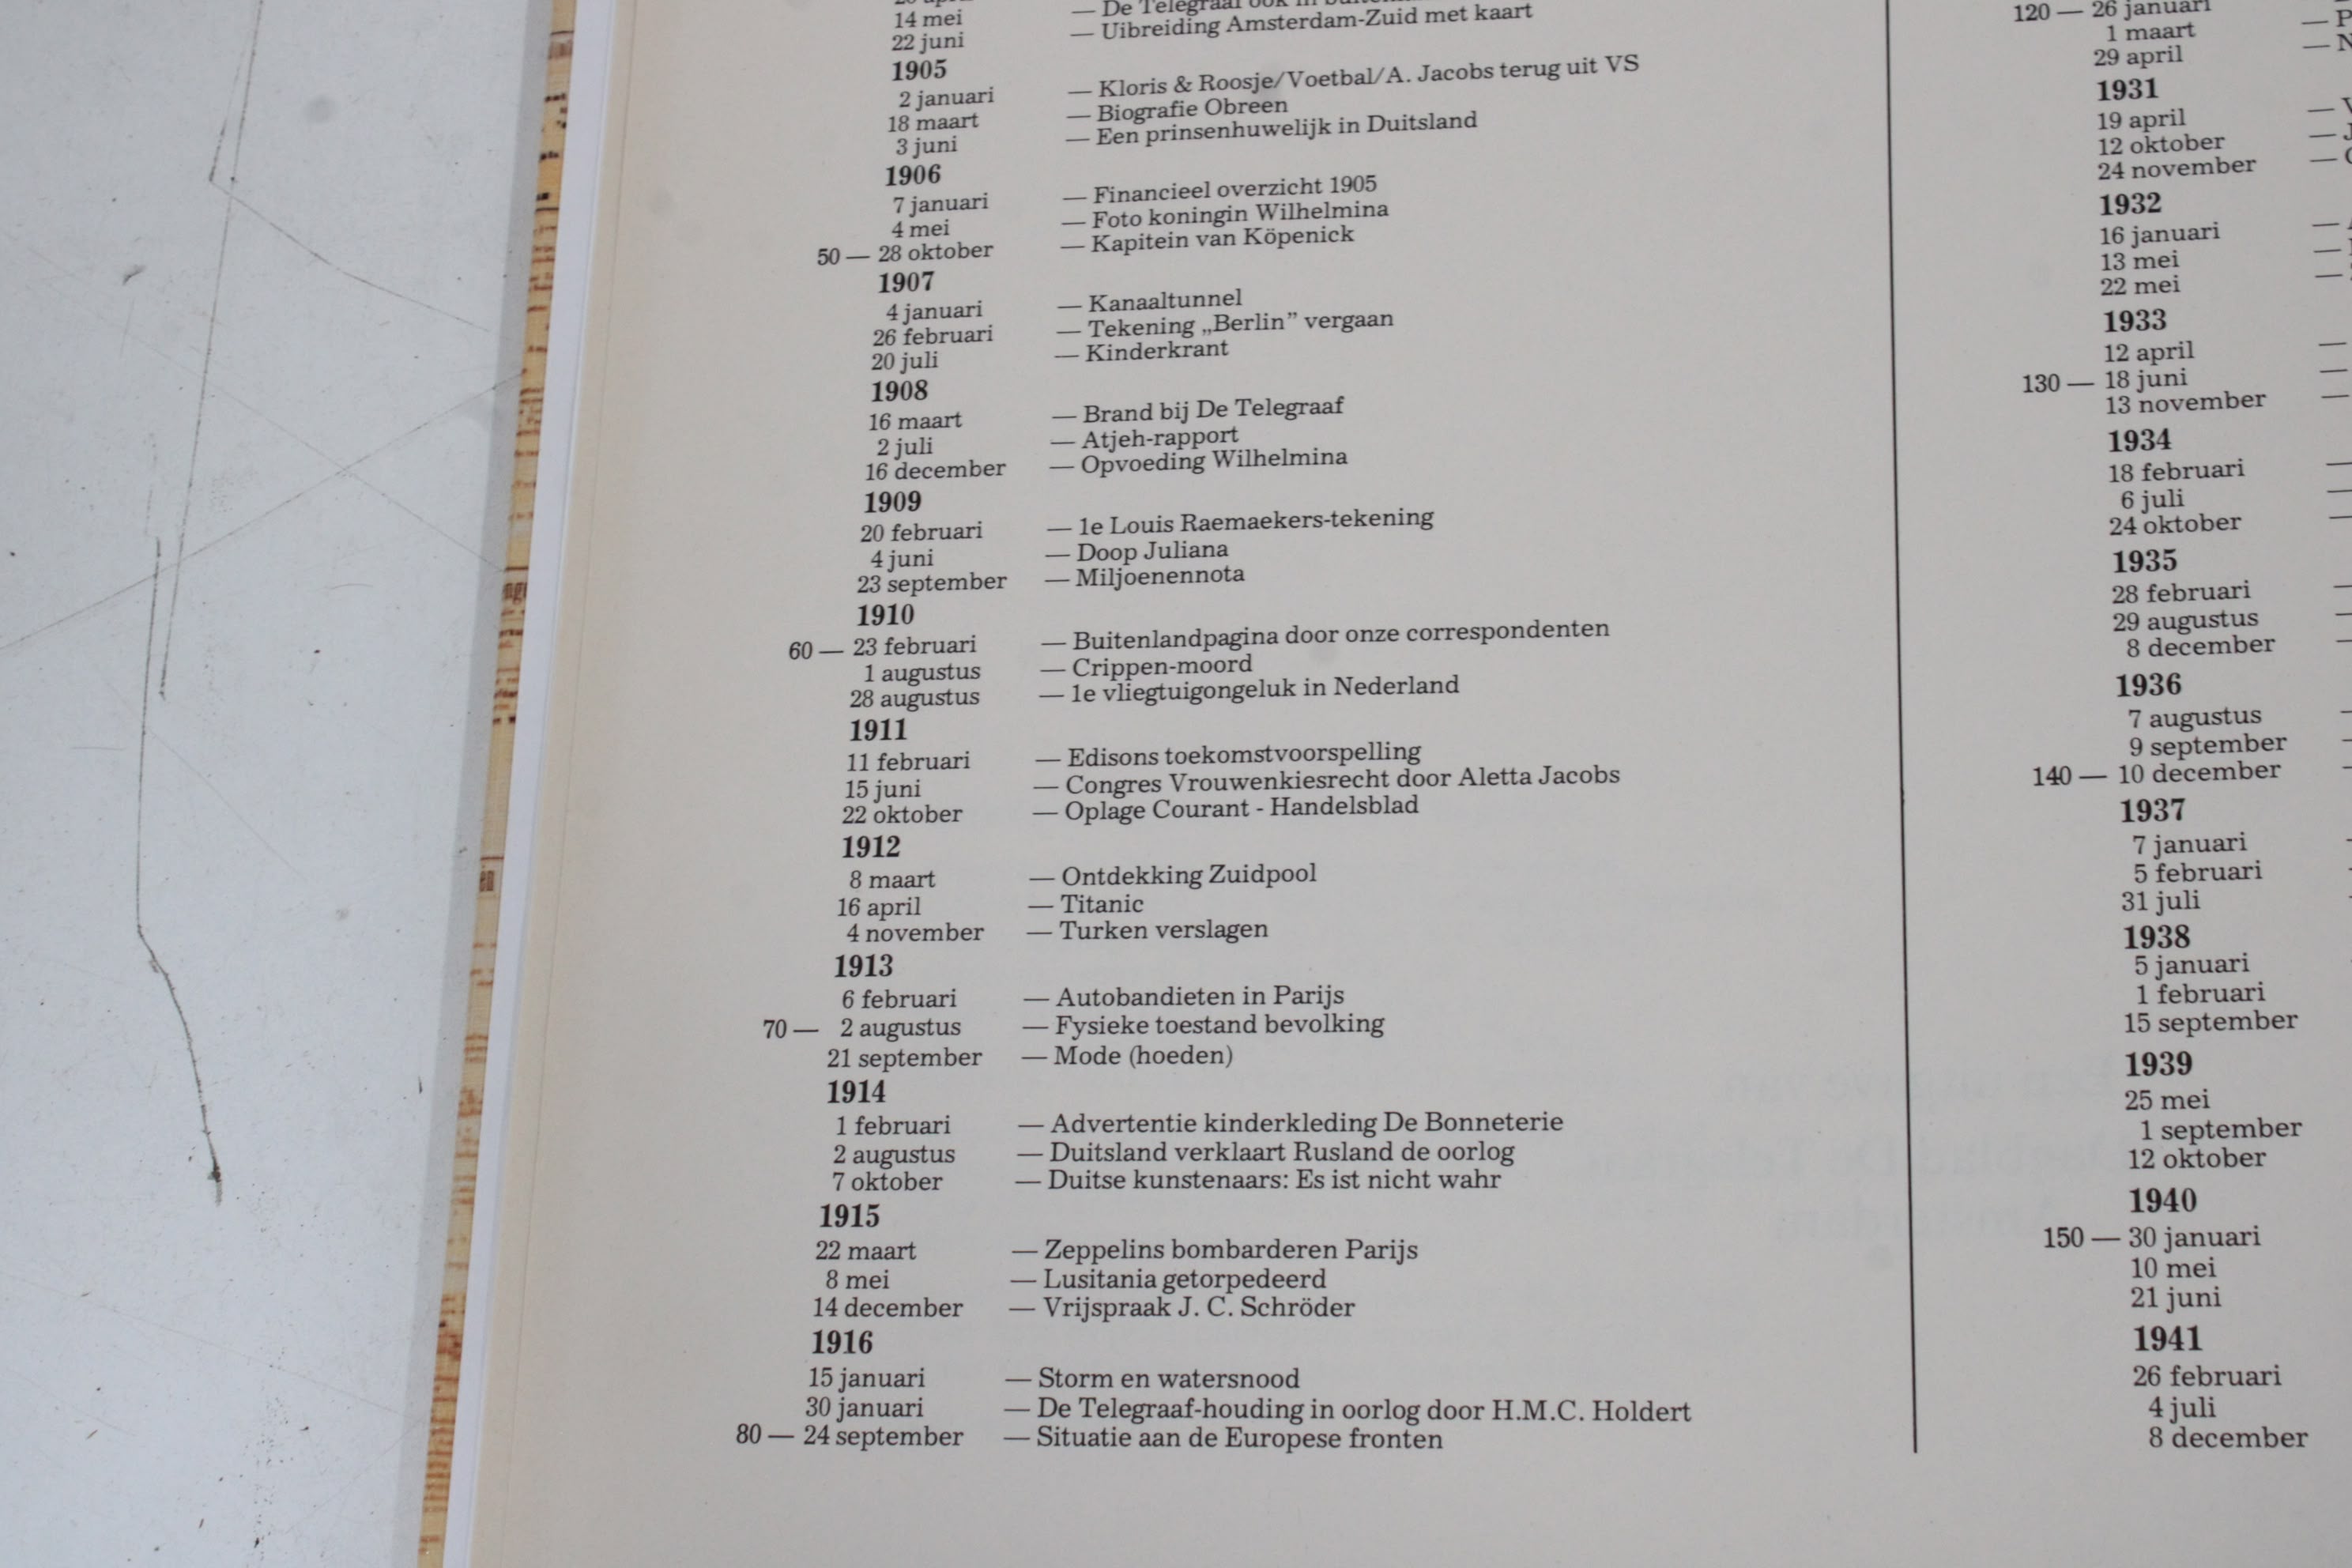 14 mei — De Telegraaf ook in
22 juni — Uibreiding Amsterdam-Zuid met kaart
1905
2 januari — Kloris & Roosje/Voetbal/A. Jacobs terug uit VS
18 maart — Biografie Obreen
3 juni — Een prinsenhuwelijk in Duitsland
1906
7 januari — Financieel overzicht 1905
4 mei — Foto koningin Wilhelmina
50 — 28 oktober — Kapitein van Köpenick
1907
4 januari — Kanaaltunnel
26 februari — Tekening „Berlin” vergaan
20 juli — Kinderkrant
1908
16 maart — Brand bij De Telegraaf
2 juli — Atjeh-rapport
16 december — Opvoeding Wilhelmina
1909
20 februari — 1e Louis Raemaekers-tekening
4 juni — Doop Juliana
23 september — Miljoenennota
1910
60 — 23 februari — Buitenlandpagina door onze correspondenten
1 augustus — Crippen-moord
28 augustus — 1e vliegtuigongeluk in Nederland
1911
11 februari — Edisons toekomstvoorspelling
15 juni — Congres Vrouwenkiesrecht door Aletta Jacobs
22 oktober — Oplage Courant - Handelsblad
1912
8 maart — Ontdekking Zuidpool
16 april — Titanic
4 november — Turken verslagen
1913
6 februari — Autobandieten in Parijs
70 — 2 augustus — Fysieke toestand bevolking
21 september — Mode (hoeden)
1914
1 februari — Advertentie kinderkleding De Bonneterie
2 augustus — Duitsland verklaart Rusland de oorlog
7 oktober — Duitse kunstenaars: Es ist nicht wahr
1915
22 maart — Zeppelins bombarderen Parijs
8 mei — Lusitania getorpedeerd
14 december — Vrijspraak J. C. Schröder
1916
15 januari — Storm en watersnood
30 januari — De Telegraaf-houding in oorlog door H.M.C. Holdert
80 — 24 september — Situatie aan de Europese fronten
120 — 26 januari
1 maart —
29 april —
1931
19 april —
12 oktober —
24 november —
1932
16 januari —
13 mei —
22 mei —
1933
12 april —
130 — 18 juni —
13 november —
1934
18 februari —
6 juli —
24 oktober —
1935
28 februari —
29 augustus —
8 december —
1936
7 augustus
9 september
140 — 10 december
1937
7 januari
5 februari
31 juli
1938
5 januari
1 februari
15 september
1939
25 mei
1 september
12 oktober
1940
150 — 30 januari
10 mei
21 juni
1941
26 februari
4 juli
8 december